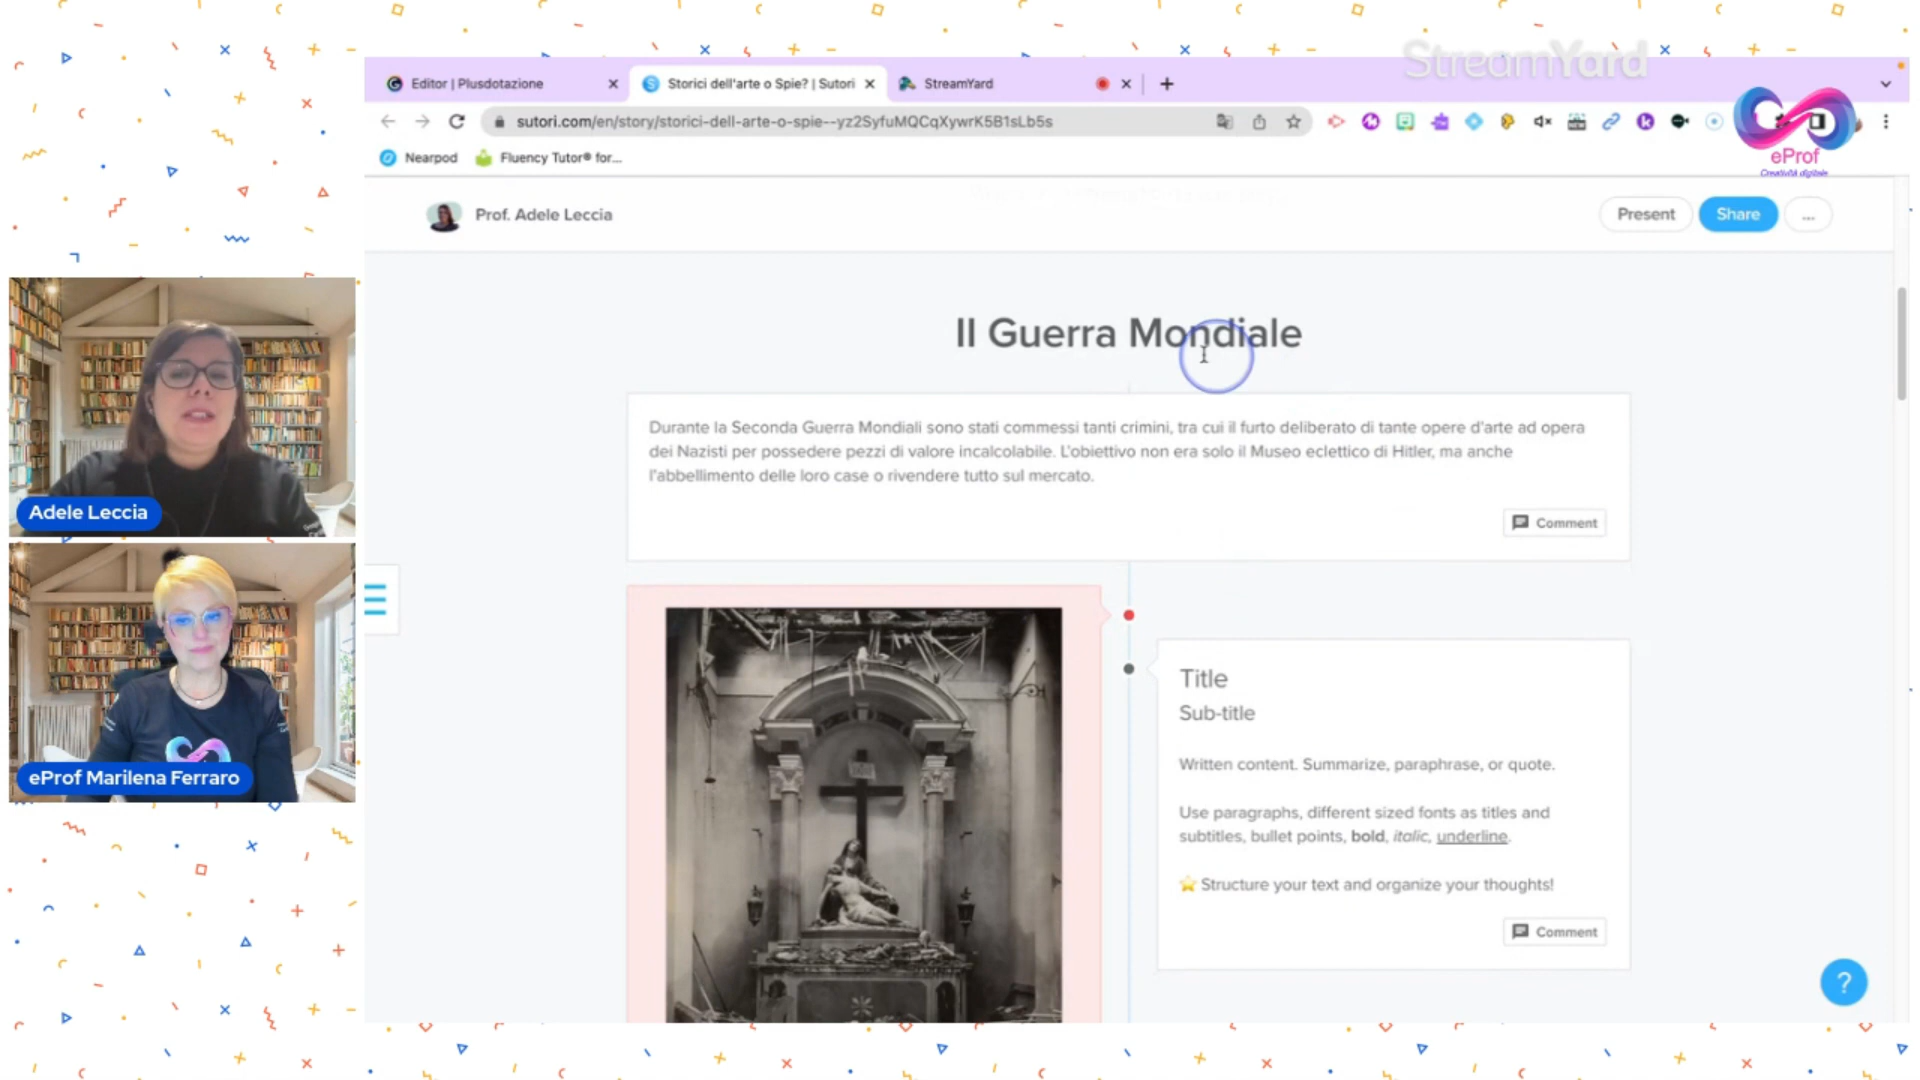 StreamYard
Editor | Plusdotazione
Storici dell'arte o Spie? | Sutori
StreamYard
sutori.com/en/story/storici-dell-arte-o-spie--yz2SyfuMQCqXywrK5B1sLb5s
eProf
Creatività digitale
Nearpod
Fluency Tutor® for...
Prof. Adele Leccia
Present
Share
...
II Guerra Mondiale
Durante la Seconda Guerra Mondiali sono stati commessi tanti crimini, tra cui il furto deliberato di tante opere d'arte ad opera
dei Nazisti per possedere pezzi di valore incalcolabile. L'obiettivo non era solo il Museo eclettico di Hitler, ma anche
l'abbellimento delle loro case o rivendere tutto sul mercato.
Comment
Adele Leccia
Title
Sub-title
Written content. Summarize, paraphrase, or quote.
Use paragraphs, different sized fonts as titles and
subtitles, bullet points, bold, italic, underline.
⭐ Structure your text and organize your thoughts!
Comment
eProf Marilena Ferraro
?